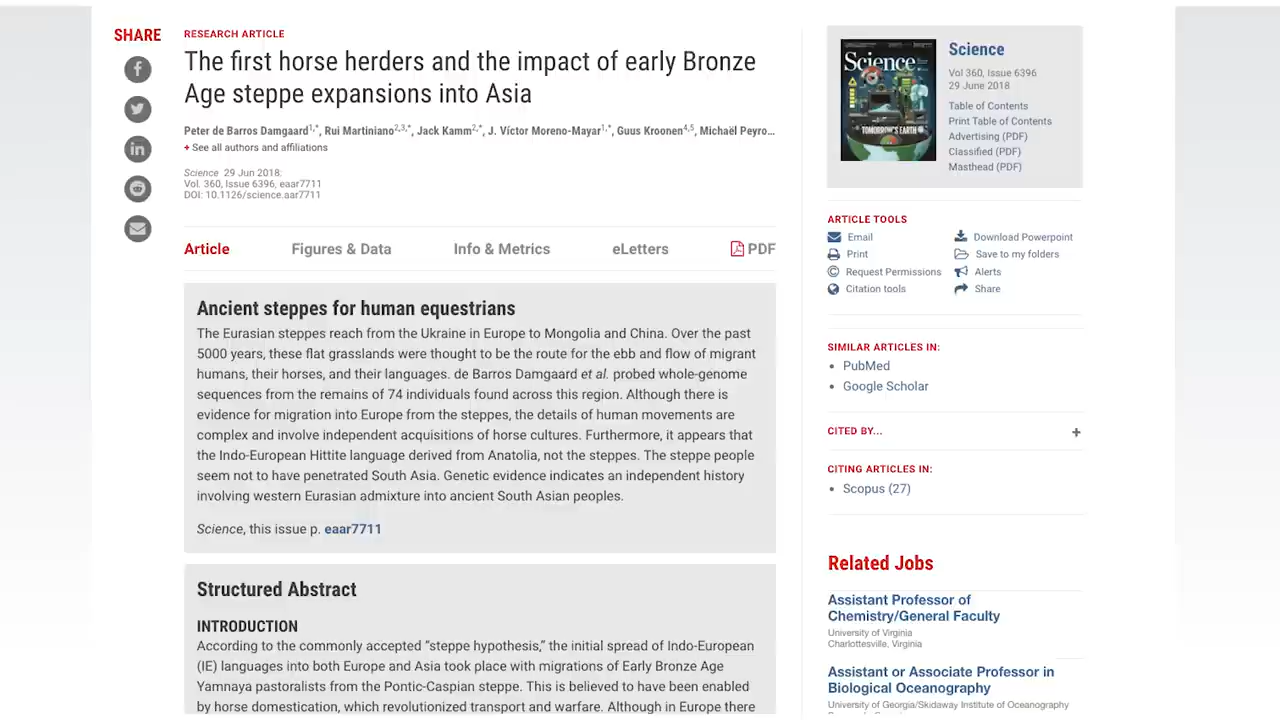 SHARE
RESEARCH ARTICLE
The first horse herders and the impact of early Bronze
Age steppe expansions into Asia
Peter de Barros Damgaard1,*, Rui Martiniano2,3,*, Jack Kamm2,*, J. Víctor Moreno-Mayar1,*, Guus Kroonen4,5, Michaël Peyro...
+ See all authors and affiliations
Science 29 Jun 2018:
Vol. 360, Issue 6396, eaar7711
DOI: 10.1126/science.aar7711
Article Figures & Data Info & Metrics eLetters PDF
Ancient steppes for human equestrians
The Eurasian steppes reach from the Ukraine in Europe to Mongolia and China. Over the past
5000 years, these flat grasslands were thought to be the route for the ebb and flow of migrant
humans, their horses, and their languages. de Barros Damgaard et al. probed whole-genome
sequences from the remains of 74 individuals found across this region. Although there is
evidence for migration into Europe from the steppes, the details of human movements are
complex and involve independent acquisitions of horse cultures. Furthermore, it appears that
the Indo-European Hittite language derived from Anatolia, not the steppes. The steppe people
seem not to have penetrated South Asia. Genetic evidence indicates an independent history
involving western Eurasian admixture into ancient South Asian peoples.
Science, this issue p. eaar7711
Structured Abstract
INTRODUCTION
According to the commonly accepted “steppe hypothesis,” the initial spread of Indo-European
(IE) languages into both Europe and Asia took place with migrations of Early Bronze Age
Yamnaya pastoralists from the Pontic-Caspian steppe. This is believed to have been enabled
by horse domestication, which revolutionized transport and warfare. Although in Europe there
Science
TOMORROW'S EARTH
Science
Vol 360, Issue 6396
29 June 2018
Table of Contents
Print Table of Contents
Advertising (PDF)
Classified (PDF)
Masthead (PDF)
ARTICLE TOOLS
Email Download Powerpoint
Print Save to my folders
Request Permissions Alerts
Citation tools Share
SIMILAR ARTICLES IN:
• PubMed
• Google Scholar
CITED BY... +
CITING ARTICLES IN:
• Scopus (27)
Related Jobs
Assistant Professor of
Chemistry/General Faculty
University of Virginia
Charlottesville, Virginia
Assistant or Associate Professor in
Biological Oceanography
University of Georgia/Skidaway Institute of Oceanography